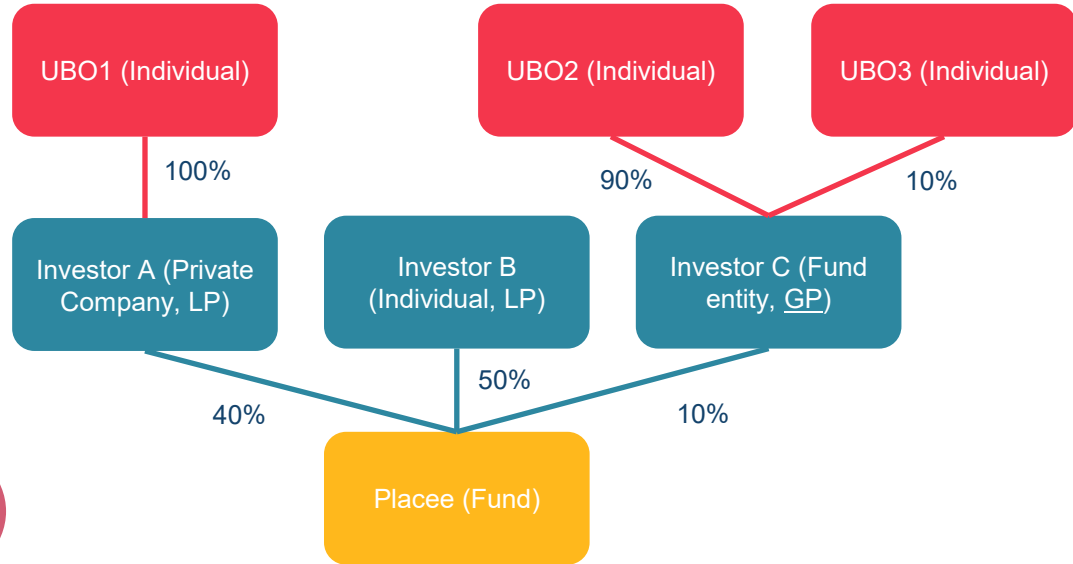 UBO1 (Individual)
UBO2 (Individual)
UBO3 (Individual)
100%
90%
10%
Investor A (Private
Company, LP)
Investor B
(Individual, LP)
Investor C (Fund
entity, GP)
40%
50%
10%
Placee (Fund)